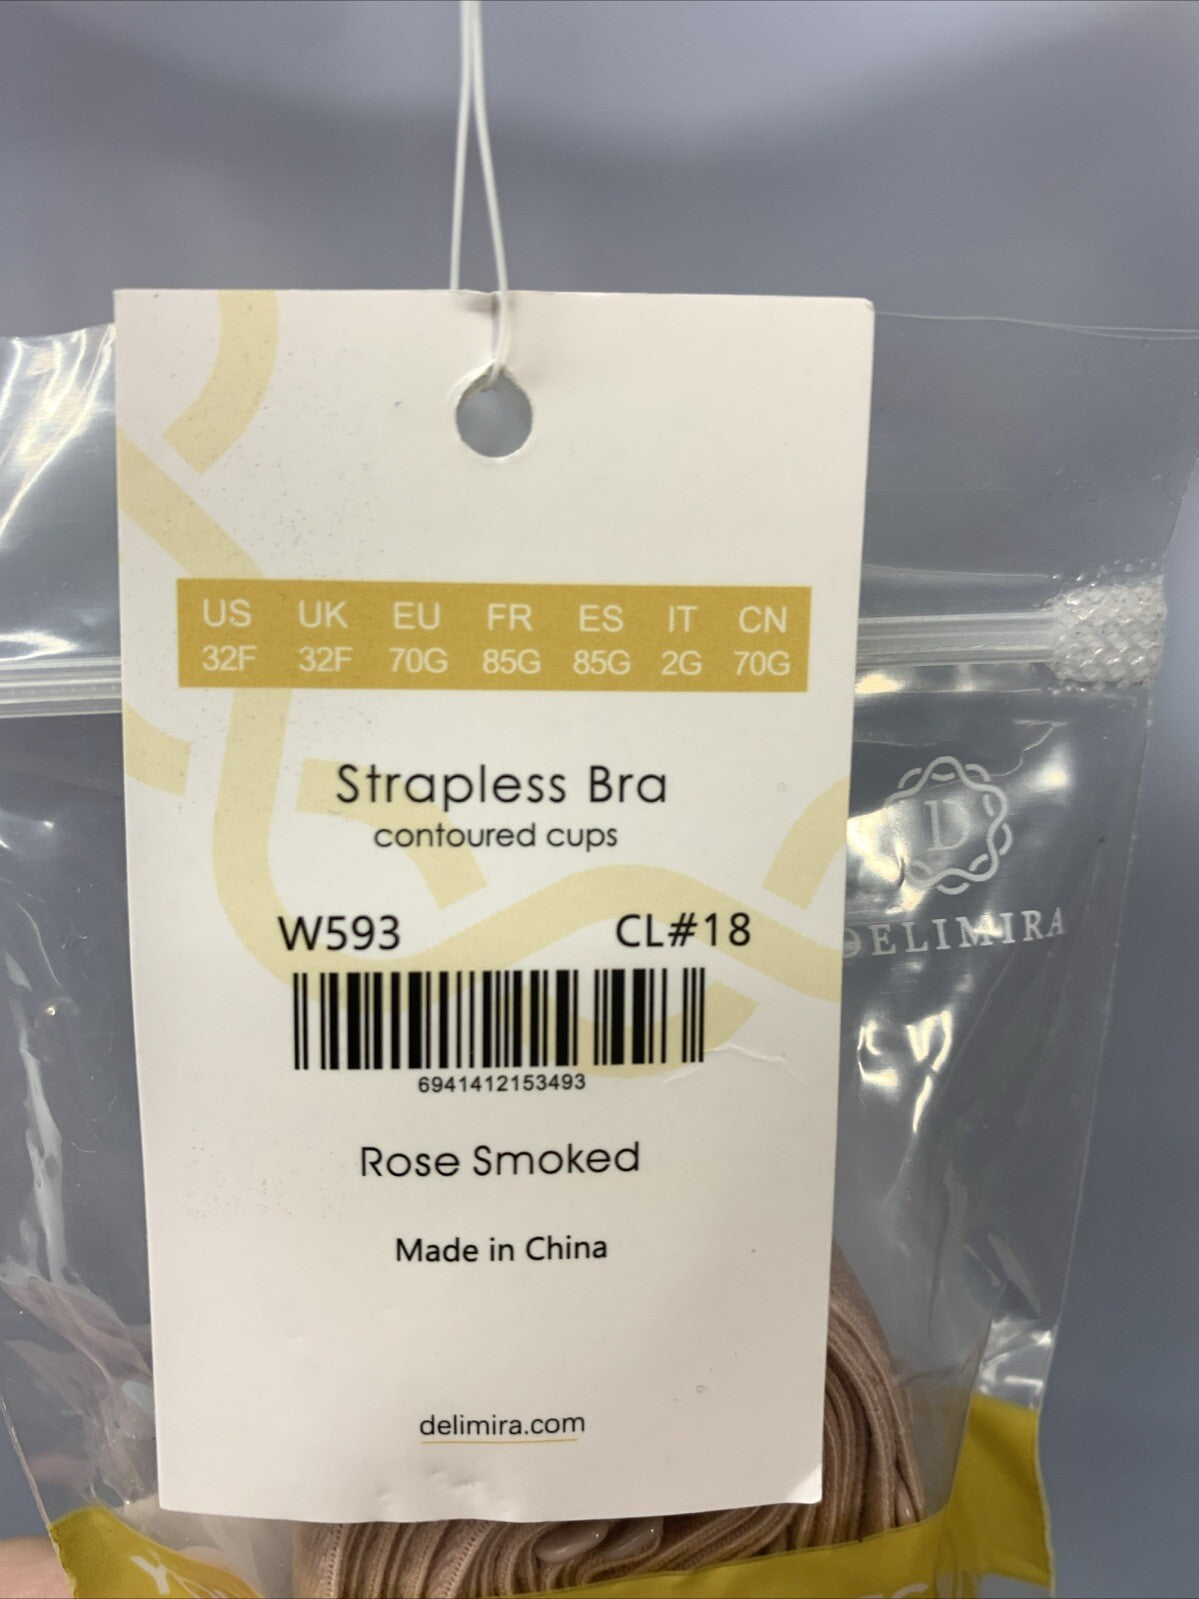 US UK EU FR ES IT CN
32F 32F 70G 85G 85G 2G 70G
Strapless Bra
contoured cups
W593 CL#18
6941412153493
Rose Smoked
Made in China
delimira.com
D
DELIMIRA